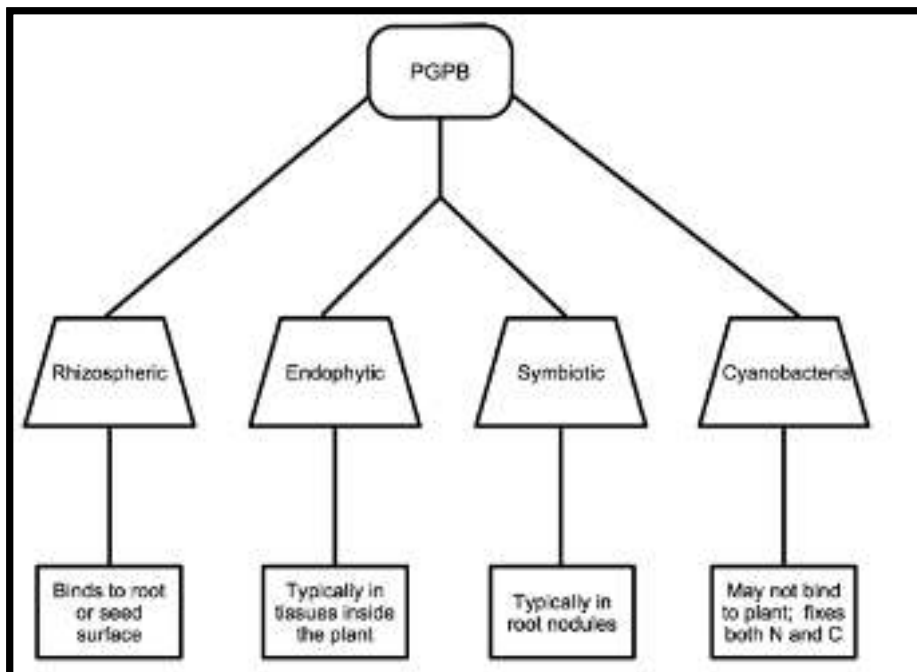 PGPB
Rhizospheric
Endophytic
Symbiotic
Cyanobacteria
Binds to root
or seed
surface
Typically in
tissues inside
the plant
Typically in
root nodules
May not bind
to plant; fixes
both N and C